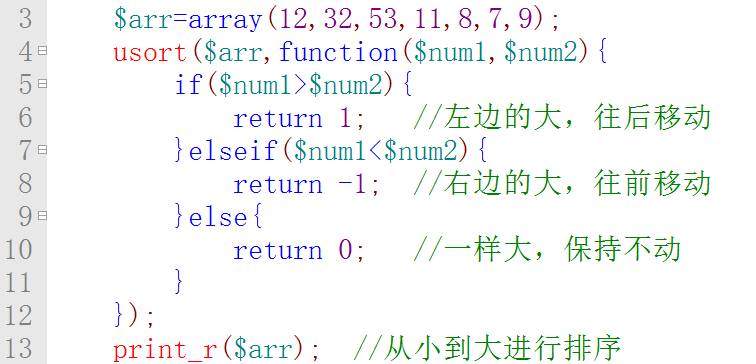 3 $arr=array(12,32,53,11,8,7,9);
4 usort($arr,function($num1,$num2){
5 if($num1>$num2){
6 return 1; //左边的大，往后移动
7 }elseif($num1<$num2){
8 return -1; //右边的大，往前移动
9 }else{
10 return 0; //一样大，保持不动
11 }
12 });
13 print_r($arr); //从小到大进行排序